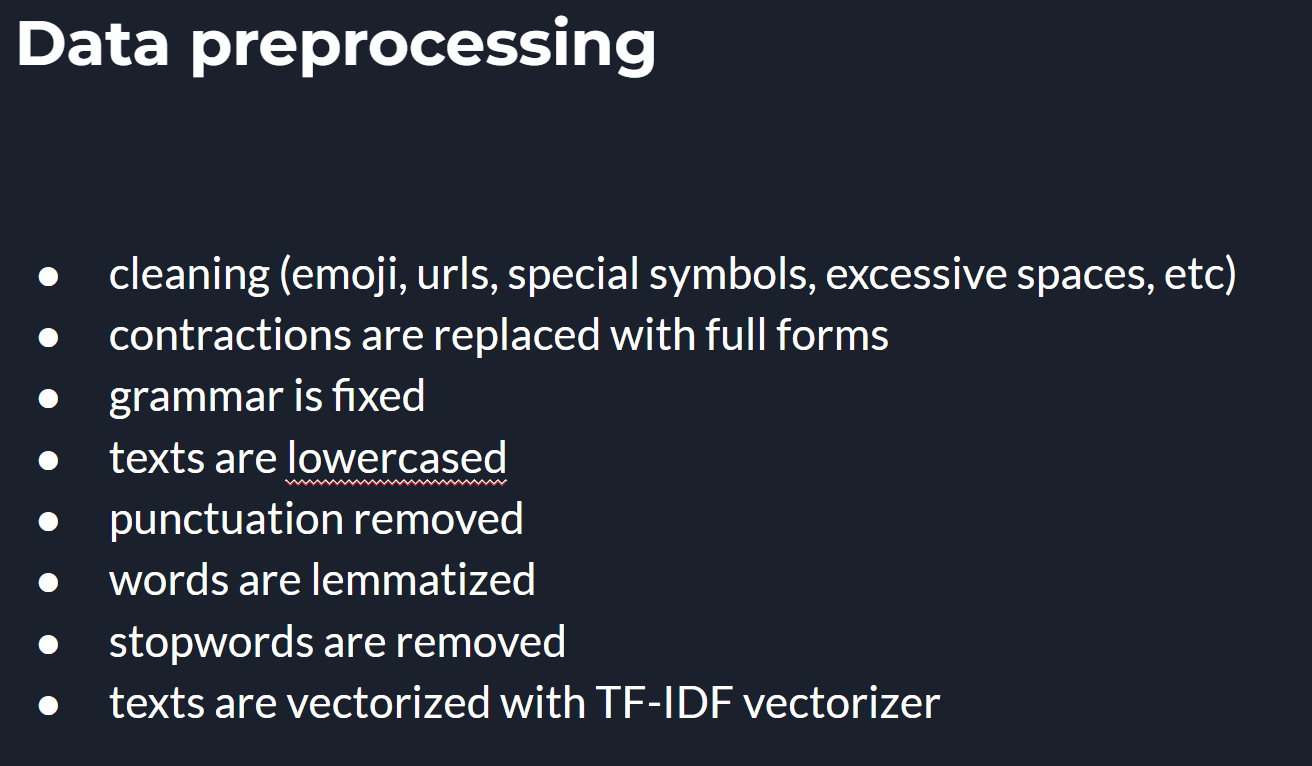 Data preprocessing
● cleaning (emoji, urls, special symbols, excessive spaces, etc)
● contractions are replaced with full forms
● grammar is fixed
● texts are lowercased
● punctuation removed
● words are lemmatized
● stopwords are removed
● texts are vectorized with TF-IDF vectorizer